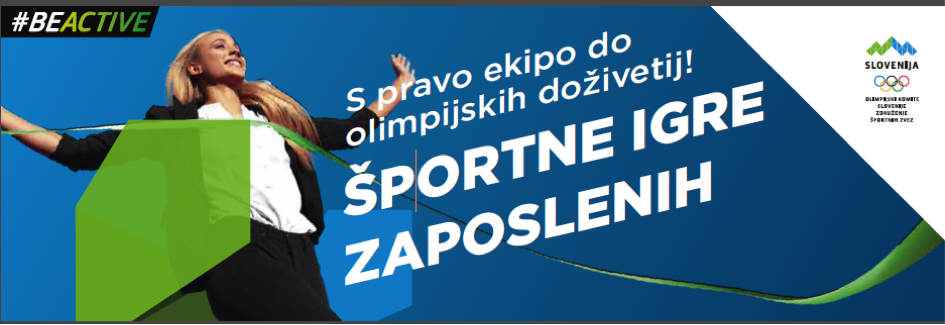 #BEACTIVE
S pravo ekipo do
olimpijskih doživetij!
ŠPORTNE IGRE
ZAPOSLENIH
SLOVENIJA
OLIMPIJSKI KOMITE
SLOVENIJE
ZDRUŽENJE
ŠPORTNIH ZVEZ